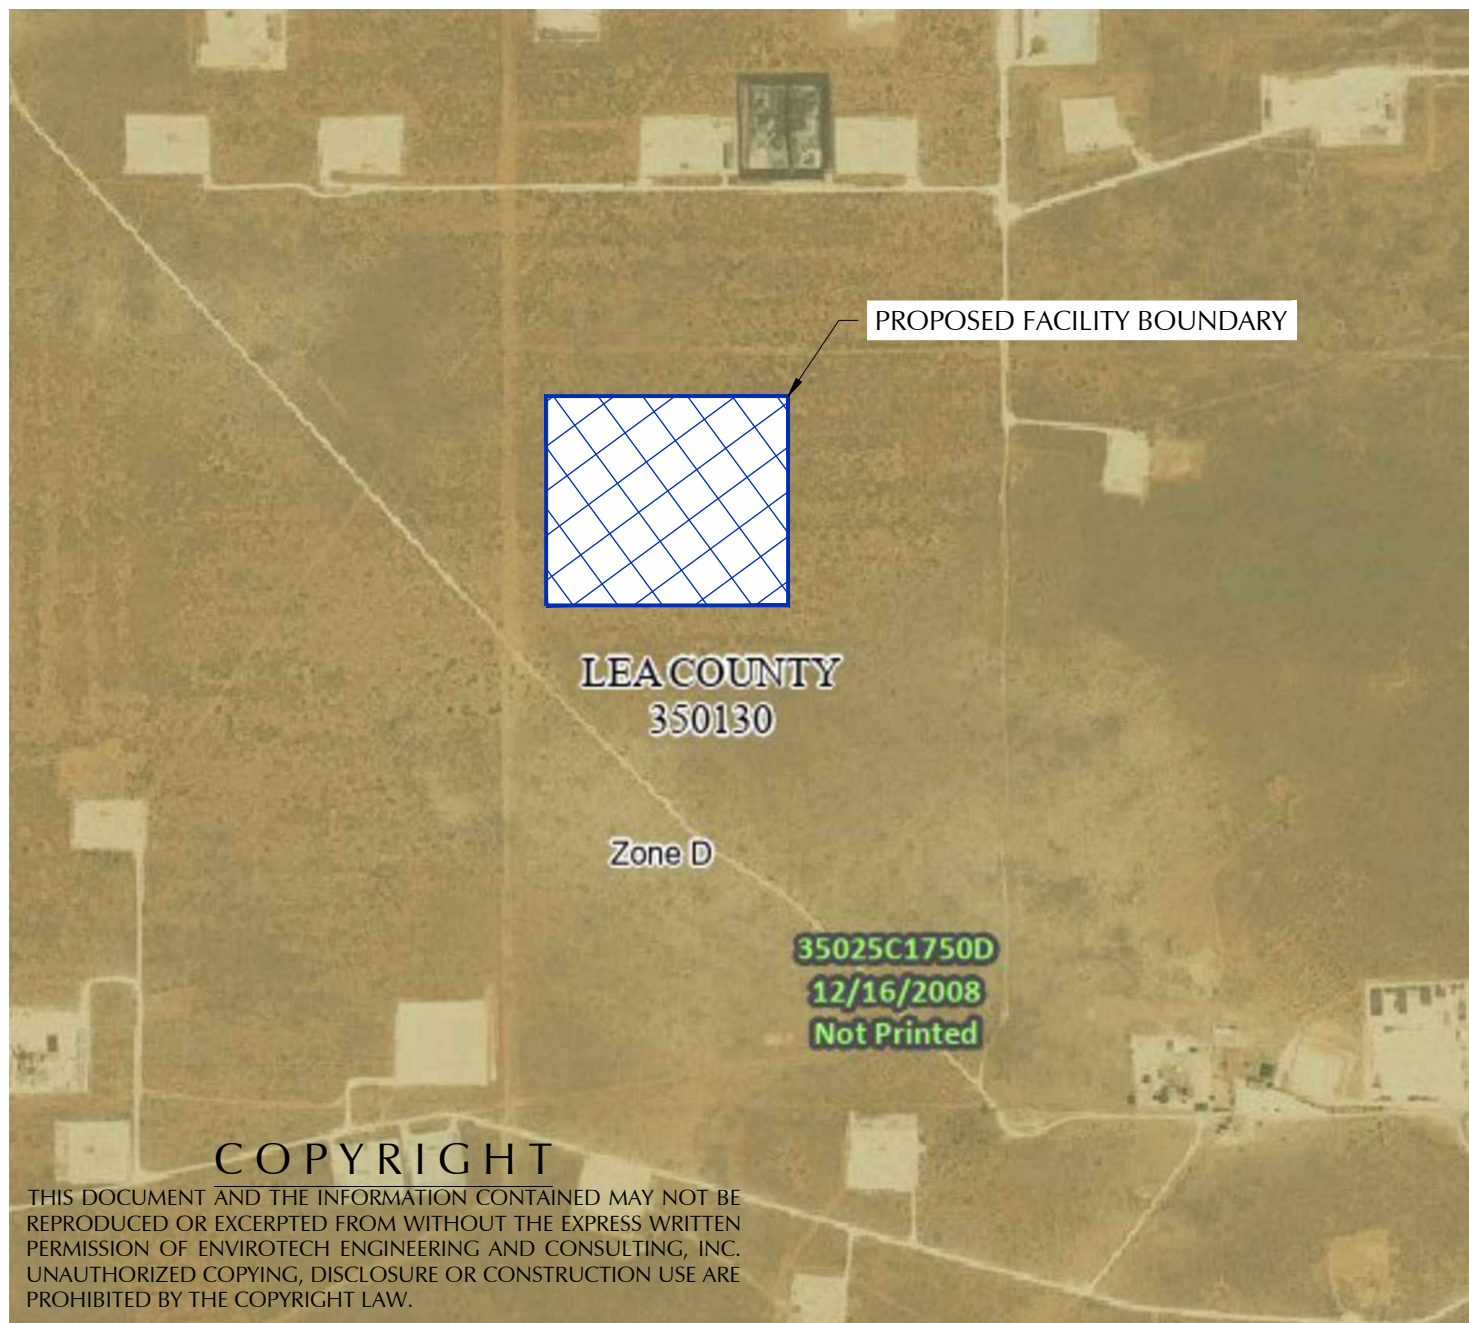 PROPOSED FACILITY BOUNDARY
LEA COUNTY
350130
Zone D
35025C1750D
12/16/2008
Not Printed
COPYRIGHT
THIS DOCUMENT AND THE INFORMATION CONTAINED MAY NOT BE
REPRODUCED OR EXCERPTED FROM WITHOUT THE EXPRESS WRITTEN
PERMISSION OF ENVIROTECH ENGINEERING AND CONSULTING, INC.
UNAUTHORIZED COPYING, DISCLOSURE OR CONSTRUCTION USE ARE
PROHIBITED BY THE COPYRIGHT LAW.